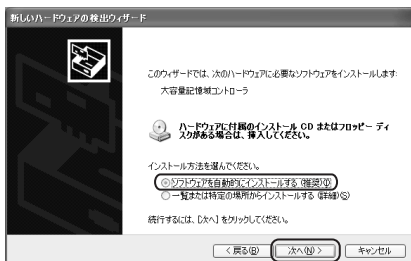 新しいハードウェアの検出ウィザード
このウィザードでは、次のハードウェアに必要なソフトウェアをインストールします:
大容量記憶域コントローラ
ハードウェアに付属のインストール CD またはフロッピー ディ
スクがある場合は、挿入してください。
インストール方法を選んでください。
ソフトウェアを自動的にインストールする (推奨)(I)
一覧または特定の場所からインストールする (詳細)(S)
続行するには、[次へ] をクリックしてください。
< 戻る(B) 次へ(N) > キャンセル